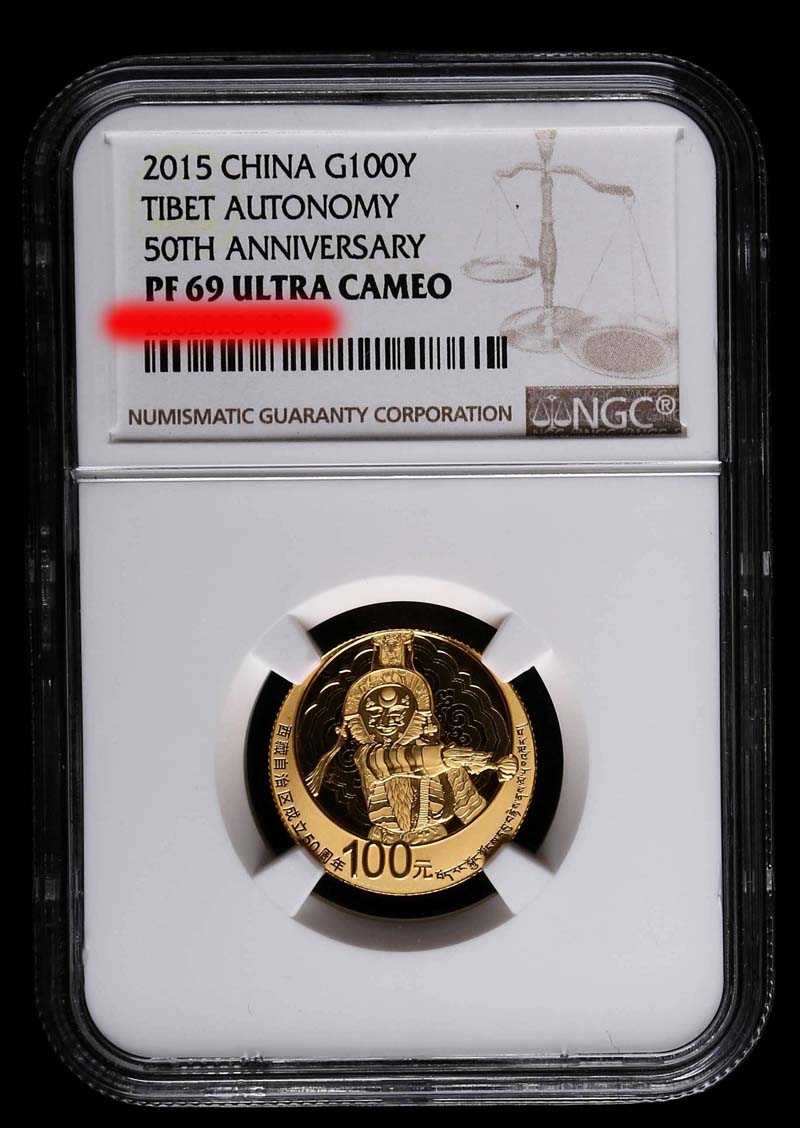 2015 CHINA G100Y
TIBET AUTONOMY
50TH ANNIVERSARY
PF 69 ULTRA CAMEO
NUMISMATIC GUARANTY CORPORATION
NGC®
西藏自治区成立50周年
100元